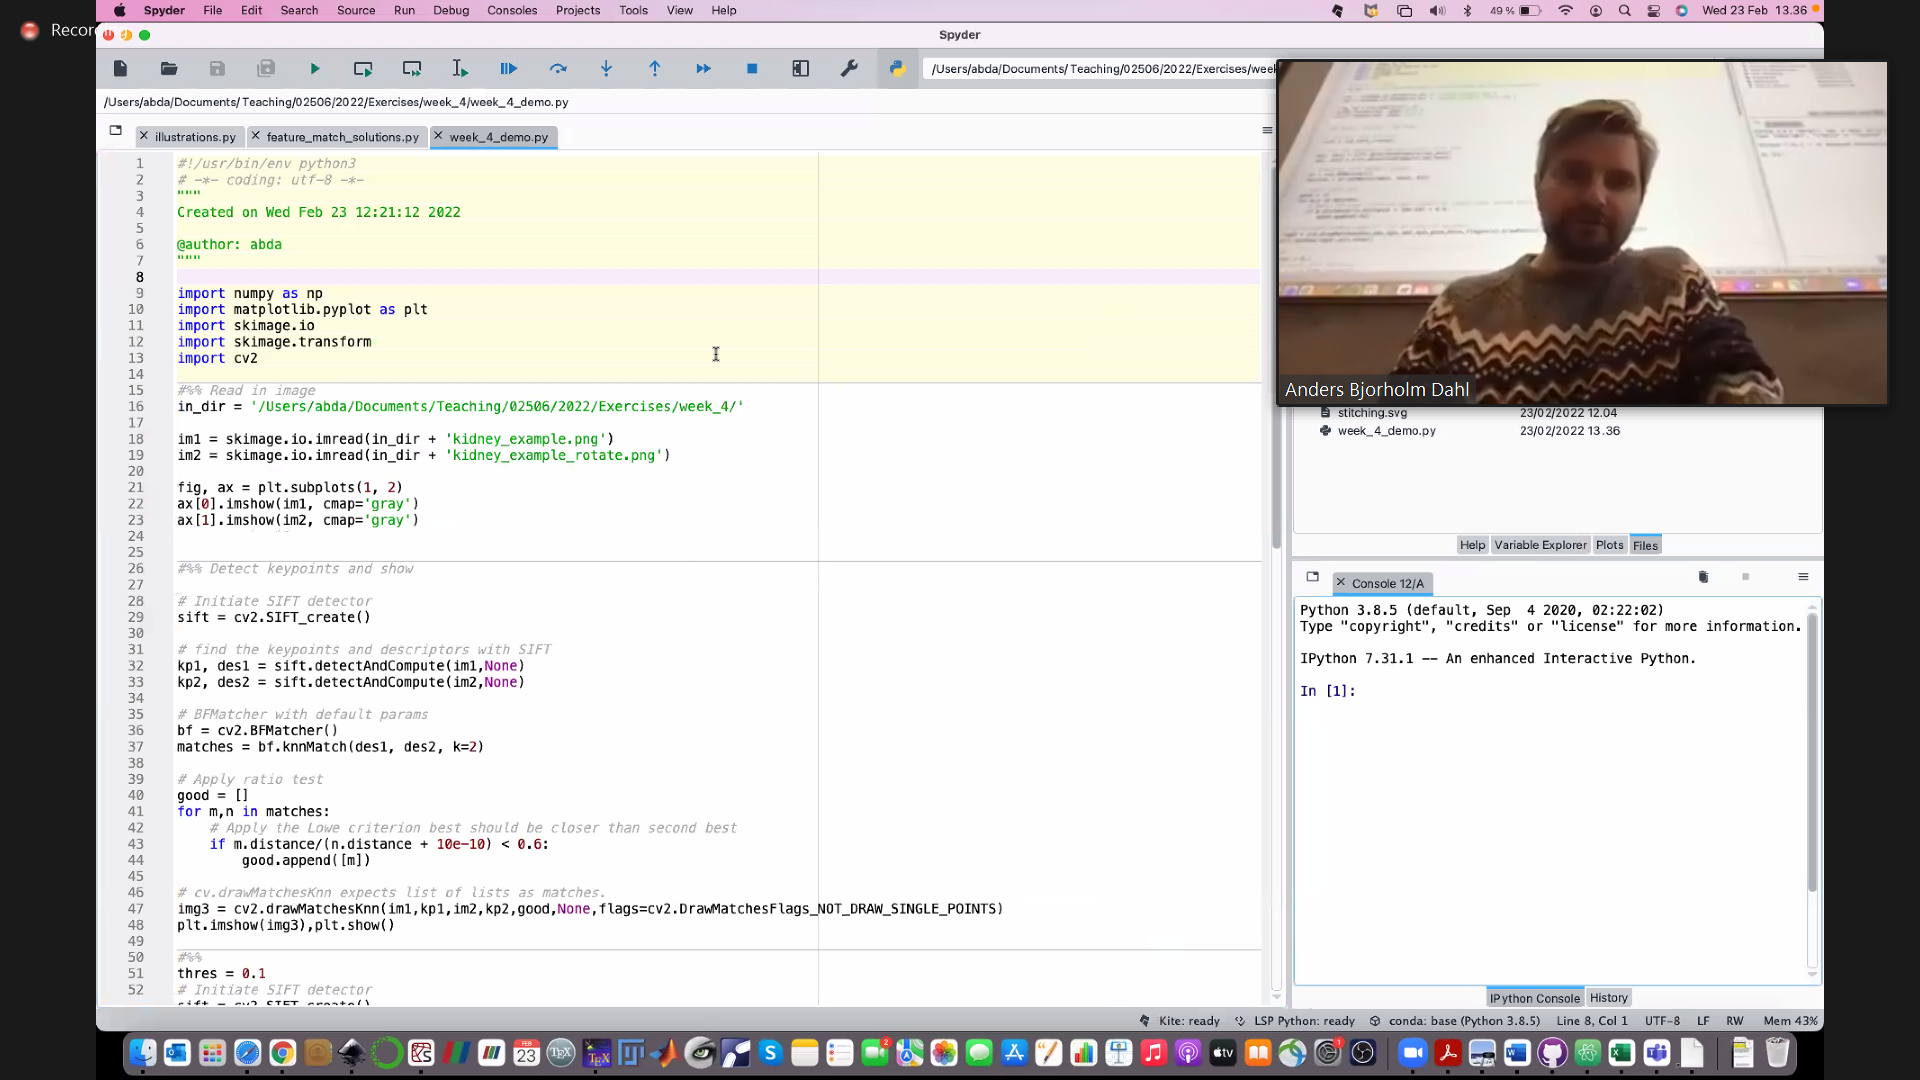 Spyder File Edit Search Source Run Debug Consoles Projects Tools View Help
49 % Wed 23 Feb 13.36
Recor
Spyder
/Users/abda/Documents/ Teaching/02506/2022/Exercises/wee
/Users/abda/Documents/ Teaching/02506/2022/Exercises/week_4/week_4_demo.py
illustrations.py feature_match_solutions.py week_4_demo.py
1 #!/usr/bin/env python3
2 # -*- coding: utf-8 -*-
3 """
4 Created on Wed Feb 23 12:21:12 2022
5
6 @author: abda
7 """
8
9 import numpy as np
10 import matplotlib.pyplot as plt
11 import skimage.io
12 import skimage.transform
13 import cv2
14
15 #%% Read in image
16 in_dir = '/Users/abda/Documents/Teaching/02506/2022/Exercises/week_4/'
17
18 im1 = skimage.io.imread(in_dir + 'kidney_example.png')
19 im2 = skimage.io.imread(in_dir + 'kidney_example_rotate.png')
20
21 fig, ax = plt.subplots(1, 2)
22 ax[0].imshow(im1, cmap='gray')
23 ax[1].imshow(im2, cmap='gray')
24
25
26 #%% Detect keypoints and show
27
28 # Initiate SIFT detector
29 sift = cv2.SIFT_create()
30
31 # find the keypoints and descriptors with SIFT
32 kp1, des1 = sift.detectAndCompute(im1,None)
33 kp2, des2 = sift.detectAndCompute(im2,None)
34
35 # BFMatcher with default params
36 bf = cv2.BFMatcher()
37 matches = bf.knnMatch(des1, des2, k=2)
38
39 # Apply ratio test
40 good = []
41 for m,n in matches:
42 # Apply the Lowe criterion best should be closer than second best
43 if m.distance/(n.distance + 10e-10) < 0.6:
44 good.append([m])
45
46 # cv.drawMatchesKnn expects list of lists as matches.
47 img3 = cv2.drawMatchesKnn(im1,kp1,im2,kp2,good,None,flags=cv2.DrawMatchesFlags_NOT_DRAW_SINGLE_POINTS)
48 plt.imshow(img3),plt.show()
49
50 #%%
51 thres = 0.1
52 # Initiate SIFT detector
sift = cv2.SIFT_create()
Anders Bjorholm Dahl
stitching.svg 23/02/2022 12.04
week_4_demo.py 23/02/2022 13.36
Help Variable Explorer Plots Files
Console 12/A
Python 3.8.5 (default, Sep 4 2020, 02:22:02)
Type "copyright", "credits" or "license" for more information.
IPython 7.31.1 -- An enhanced Interactive Python.
In [1]:
IPython Console History
Kite: ready LSP Python: ready conda: base (Python 3.8.5) Line 8, Col 1 UTF-8 LF RW Mem 43%
FEB
23
TEX
TEX
2
tv
1